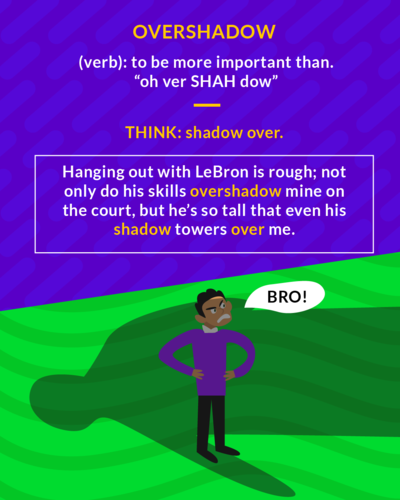 OVERSHADOW
(verb): to be more important than.
“oh ver SHAH dow”
THINK: shadow over.
Hanging out with LeBron is rough; not
only do his skills overshadow mine on
the court, but he’s so tall that even his
shadow towers over me.
BRO!